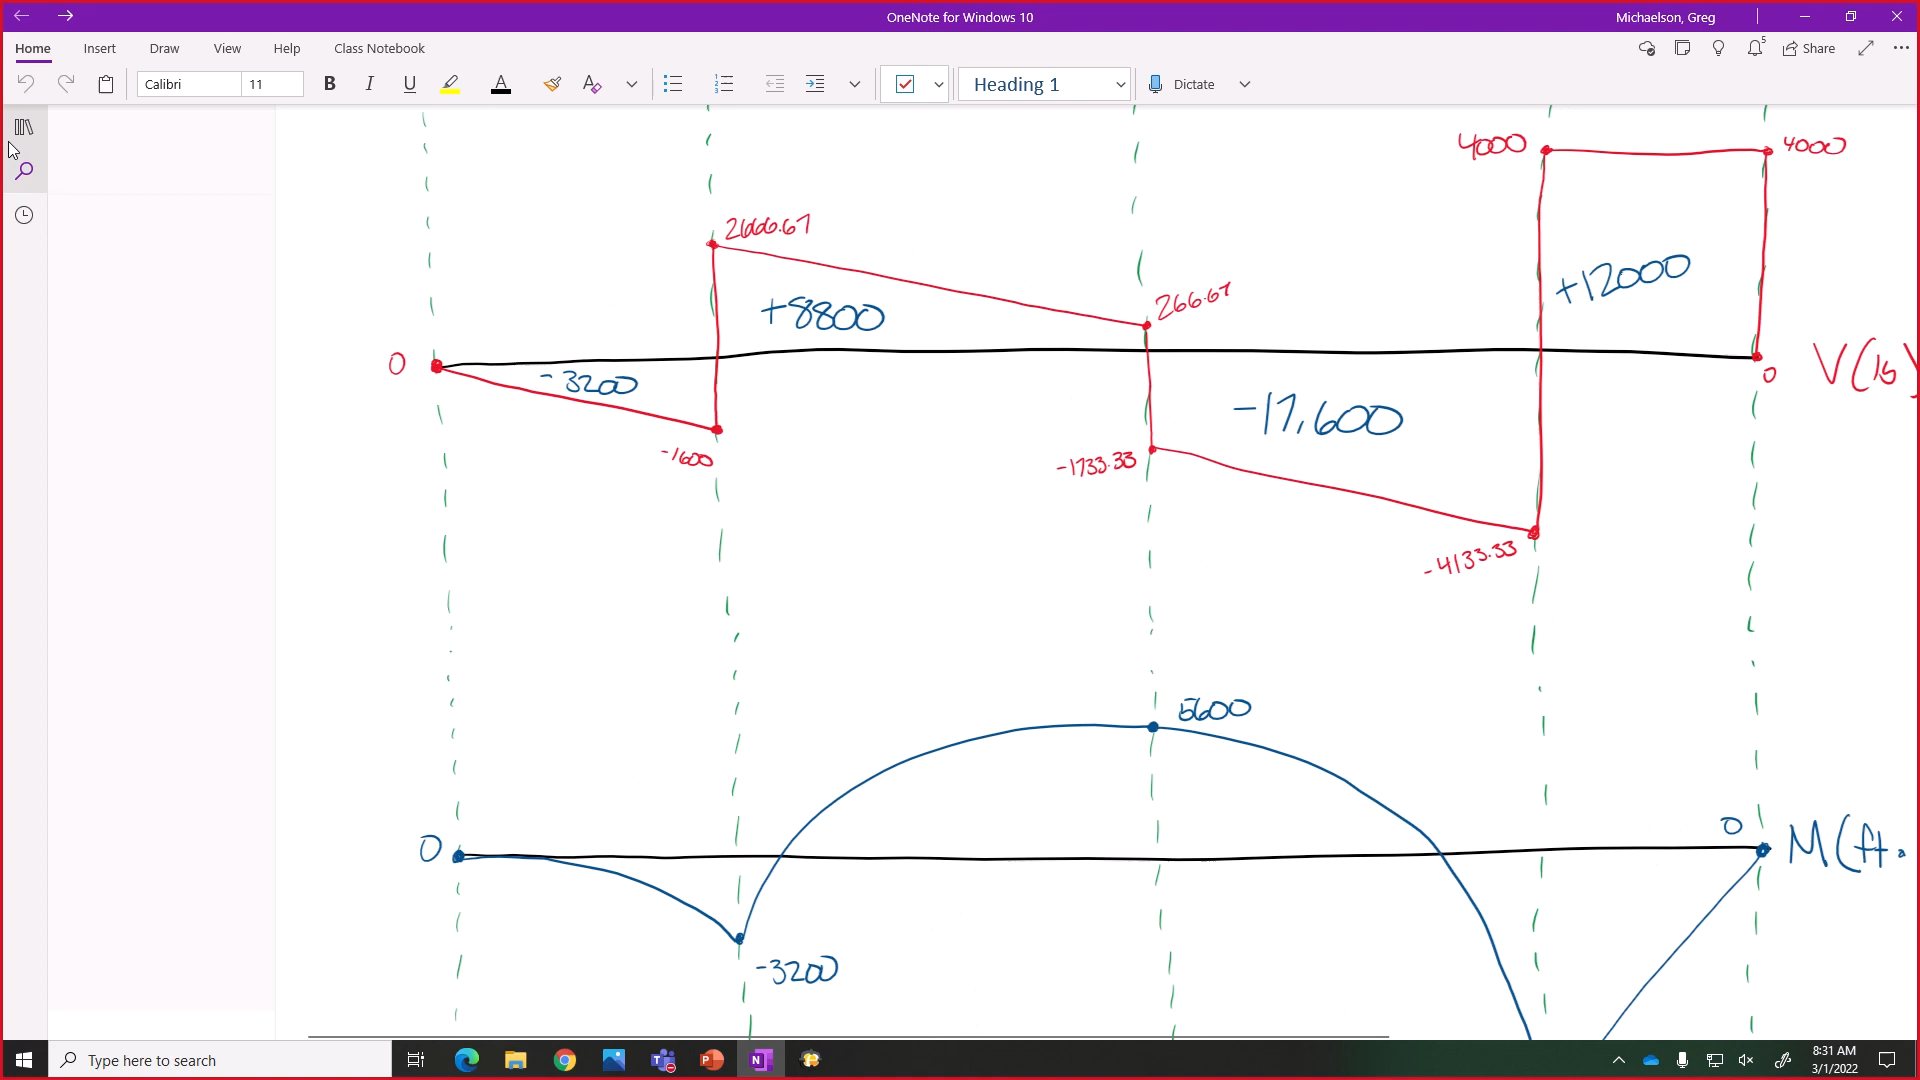 OneNote for Windows 10
Michaelson, Greg
Home Insert Draw View Help Class Notebook
5
Share
Calibri 11 B I U A A
Heading 1
Dictate
4000 4000
2666.67
+8800
266.67
+12000
0
-3200
-17,600
0
V(lb)
-1600
-1733.33
-4133.33
5600
0
0
M(ft.
-3200
Type here to search
8:31 AM
3/1/2022